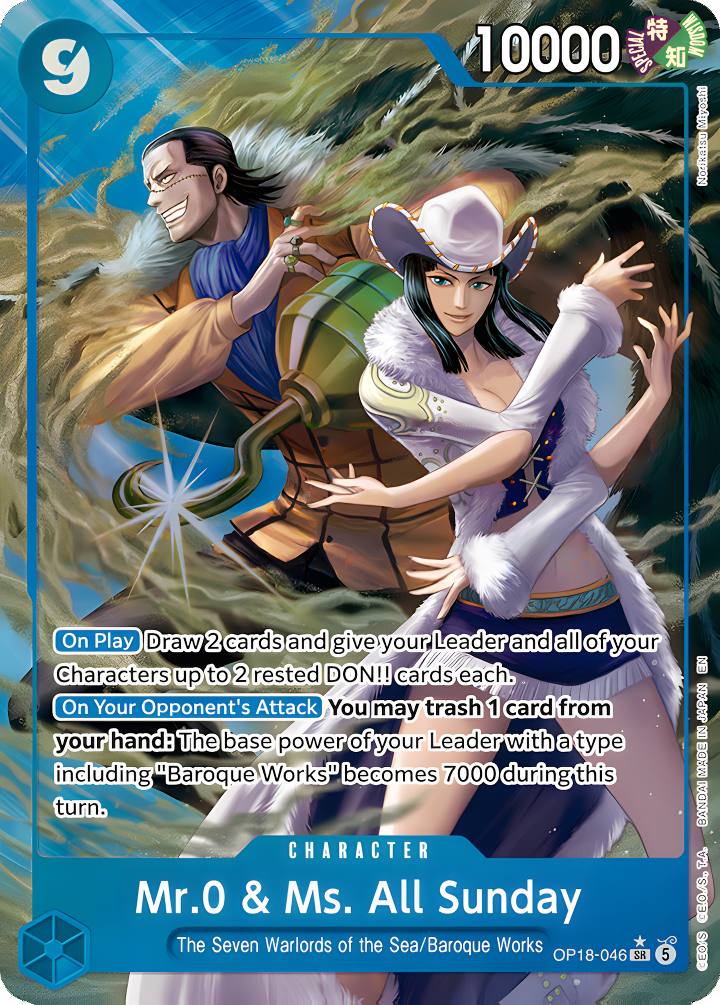 9
10000
特
知
SPECIAL
WISDOM
Norikatsu Miyoshi
On Play Draw 2 cards and give your Leader and all of your
Characters up to 2 rested DON!! cards each.
On Your Opponent's Attack You may trash 1 card from
your hand: The base power of your Leader with a type
including "Baroque Works" becomes 7000 during this
turn.
©E.O/S ©E.O./S., T.A. BANDAI MADE IN JAPAN EN
CHARACTER
Mr.0 & Ms. All Sunday
The Seven Warlords of the Sea/Baroque Works
OP18-046 SR 5